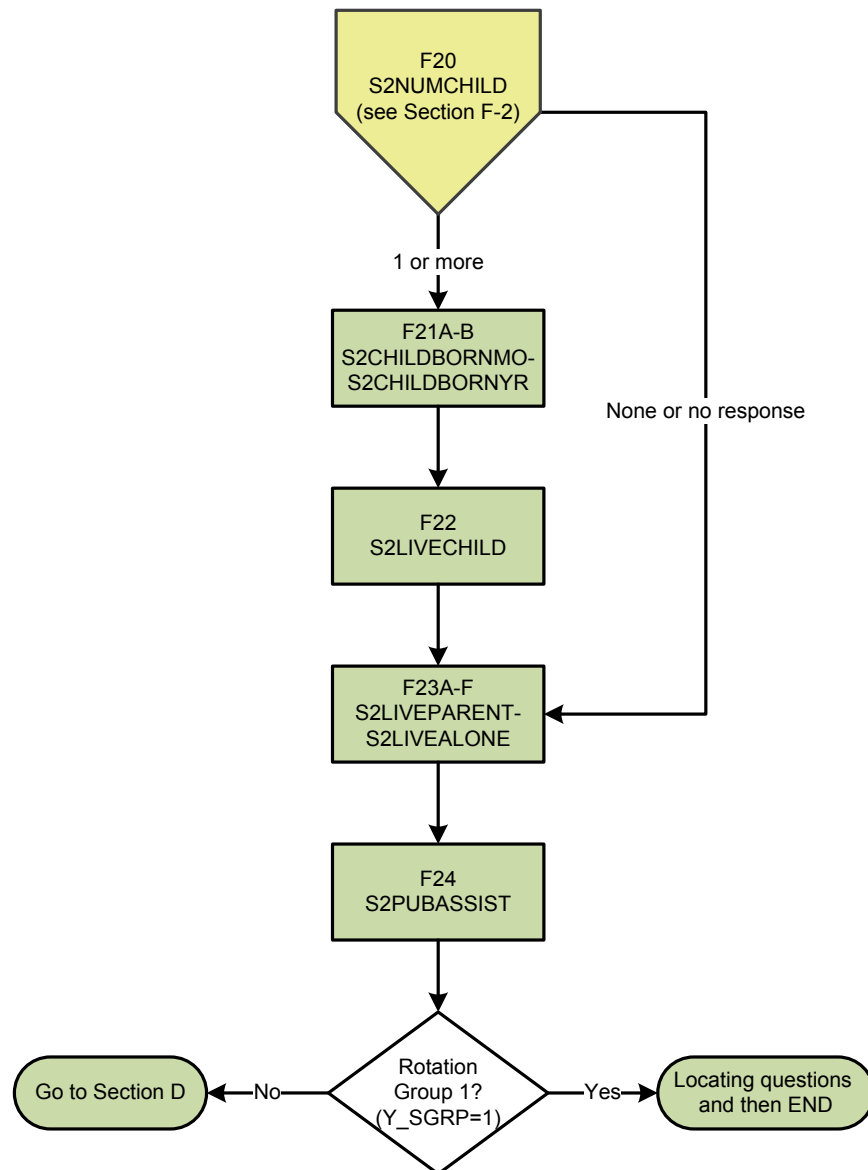 F20
S2NUMCHILD
(see Section F-2)
1 or more
F21A-B
S2CHILDBORNMO-
S2CHILDBORNYR
None or no response
F22
S2LIVECHILD
F23A-F
S2LIVEPARENT-
S2LIVEALONE
F24
S2PUBASSIST
Go to Section D
No
Rotation
Group 1?
(Y_SGRP=1)
Yes
Locating questions
and then END